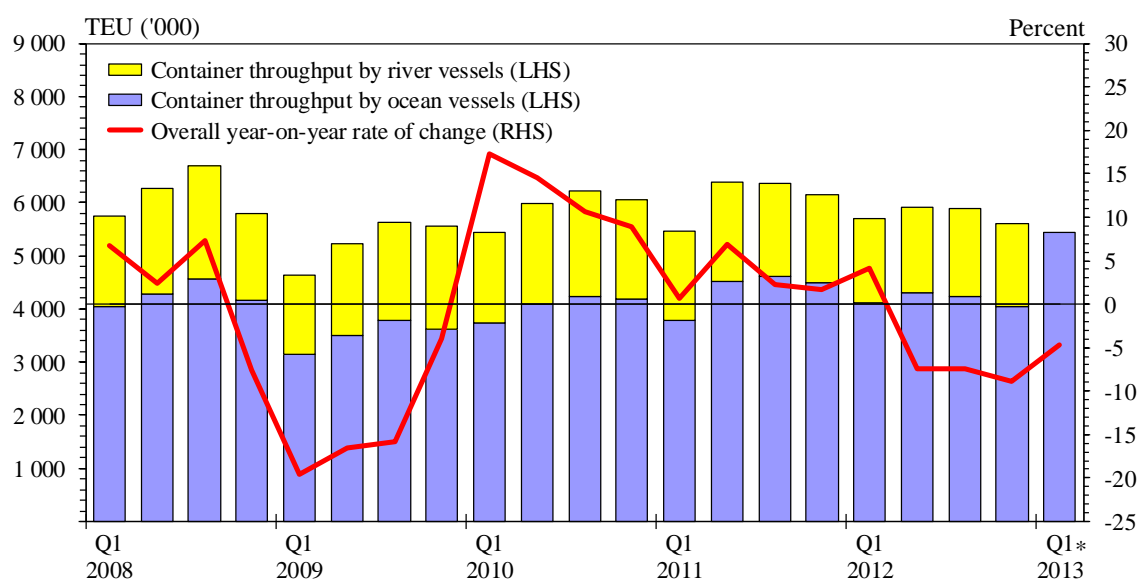 TEU ('000) Percent
9 000 30
Container throughput by river vessels (LHS)
25
8 000
Container throughput by ocean vessels (LHS)
20
Overall year-on-year rate of change (RHS)
7 000
15
6 000
10
5 000
5
4 000 0
3 000
-5
2 000
-10
-15
1 000
-20
-25
Q1 Q1 Q1 Q1 Q1 Q1*
2008 2009 2010 2011 2012 2013